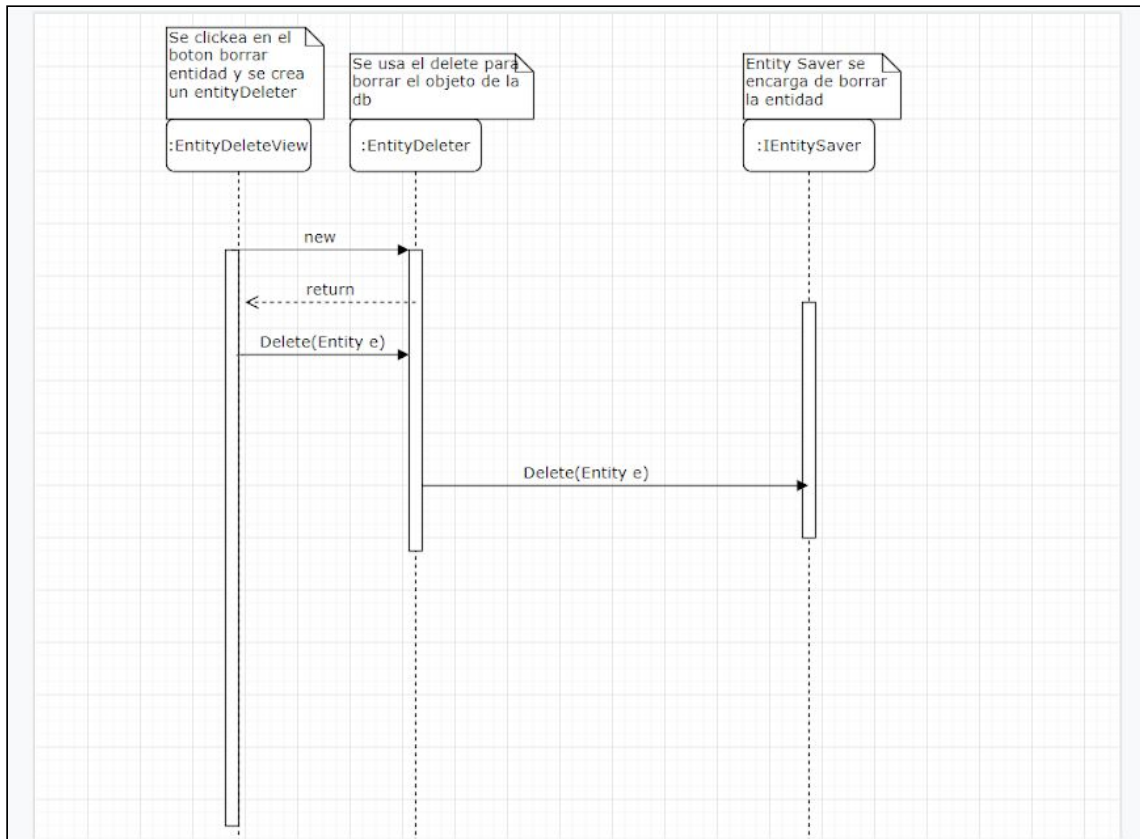 Se clickea en el
boton borrar
entidad y se crea
un entityDeleter
Se usa el delete para
borrar el objeto de la
db
Entity Saver se
encarga de borrar
la entidad
:EntityDeleteView
:EntityDeleter
:IEntitySaver
new
return
Delete(Entity e)
Delete(Entity e)